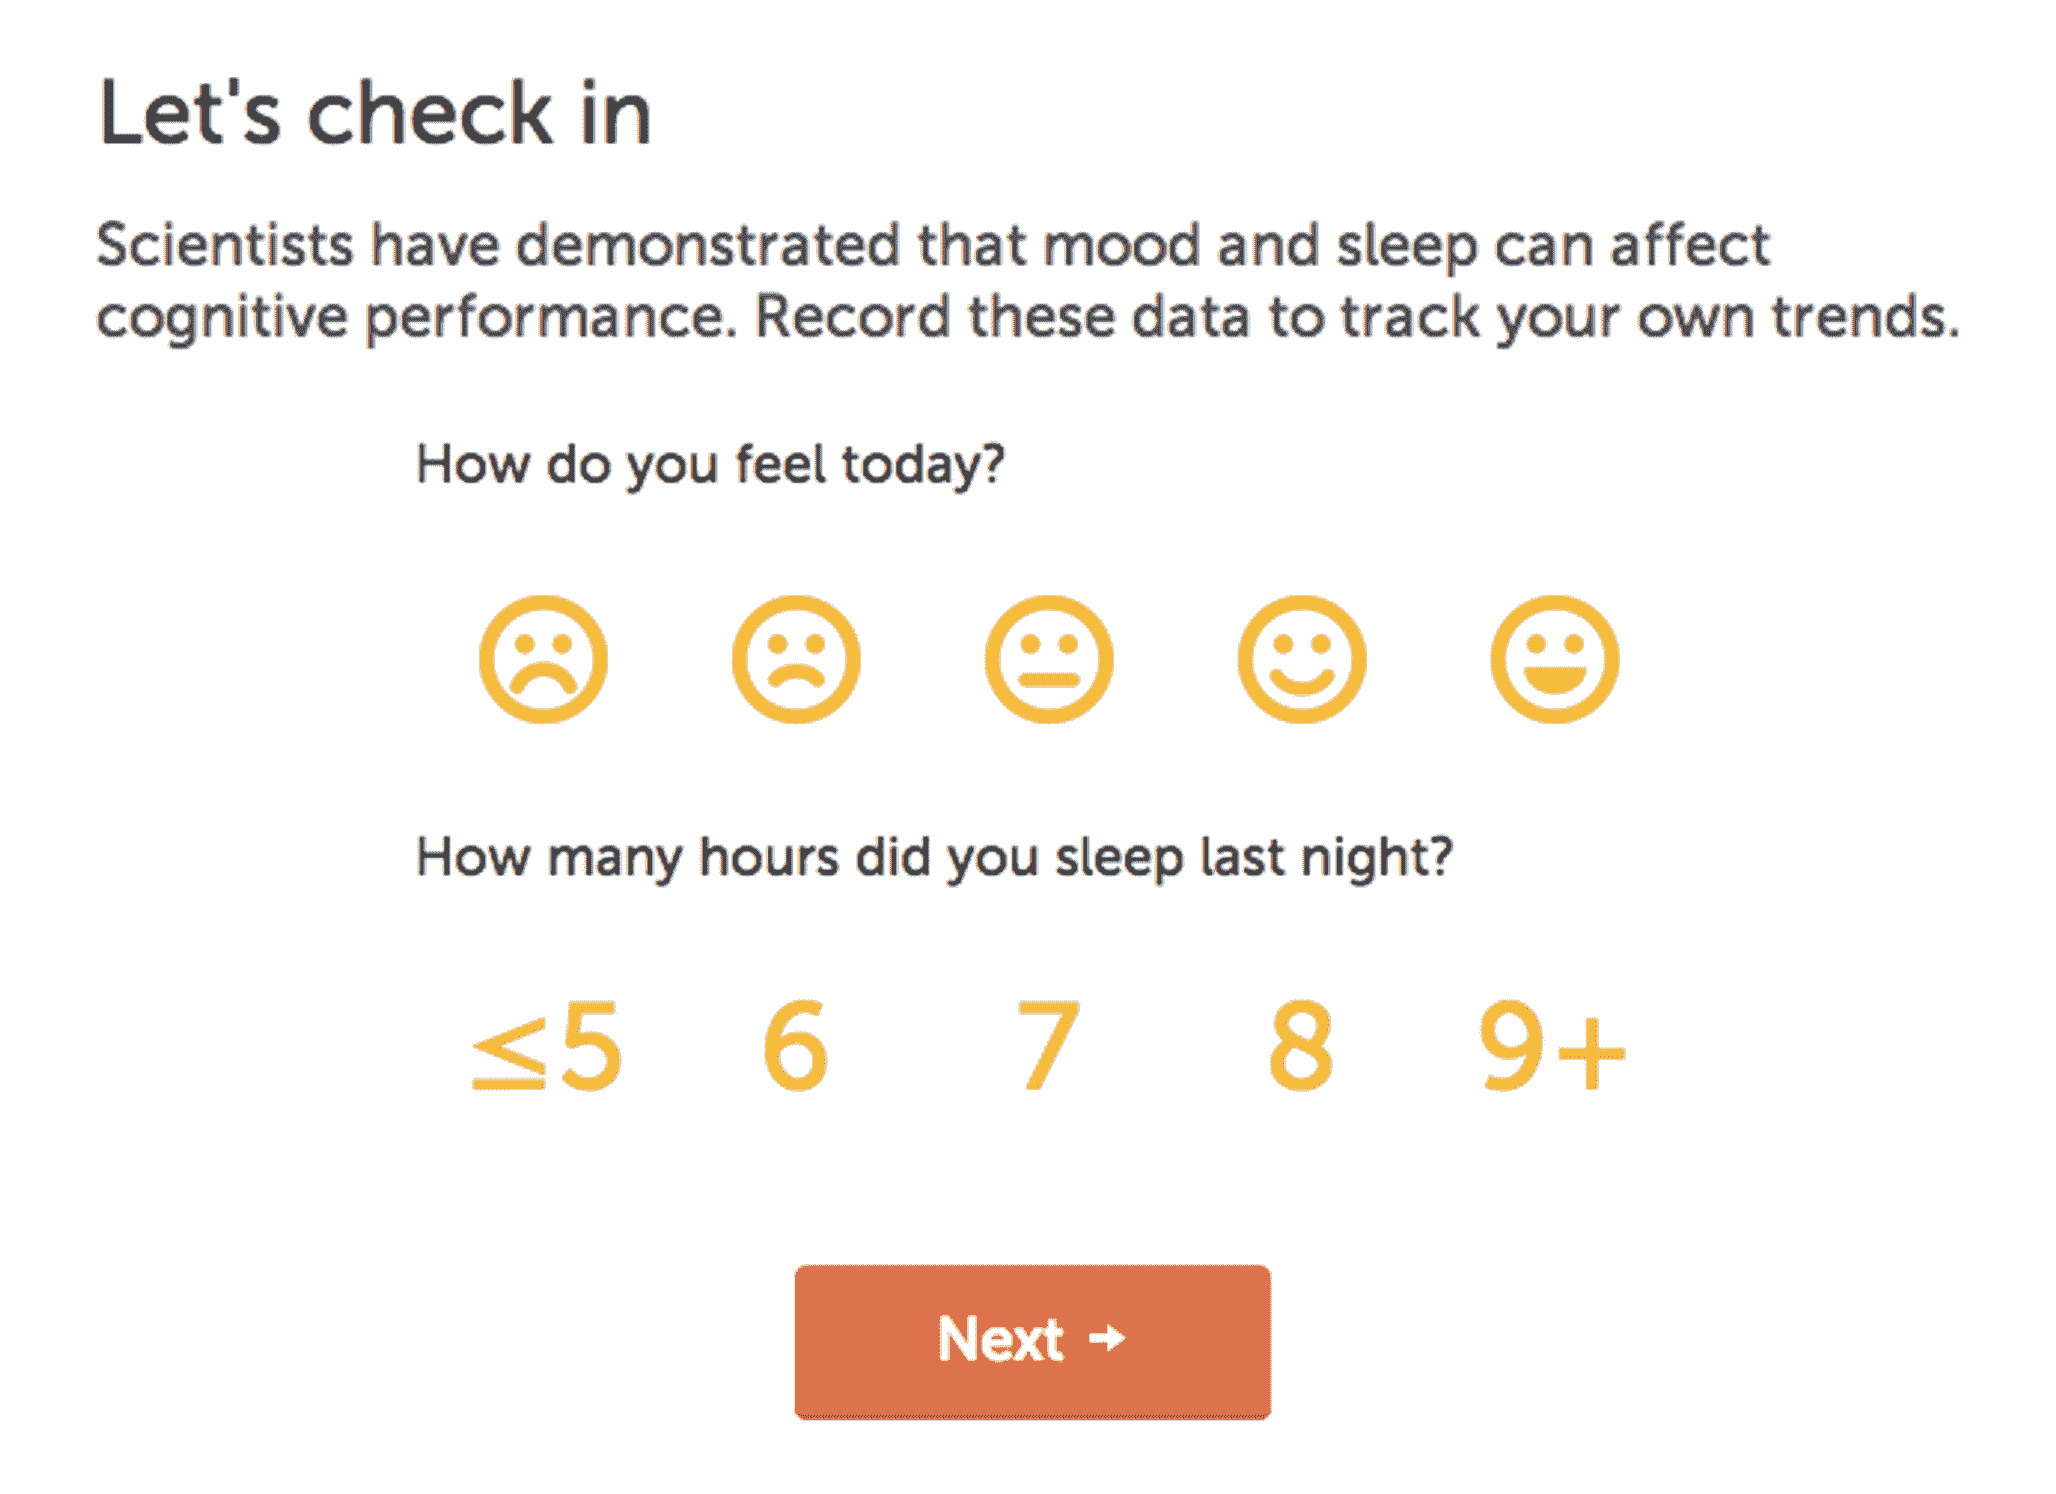 Let's check in
Scientists have demonstrated that mood and sleep can affect
cognitive performance. Record these data to track your own trends.
How do you feel today?
How many hours did you sleep last night?
≤5 6 7 8 9+
Next →